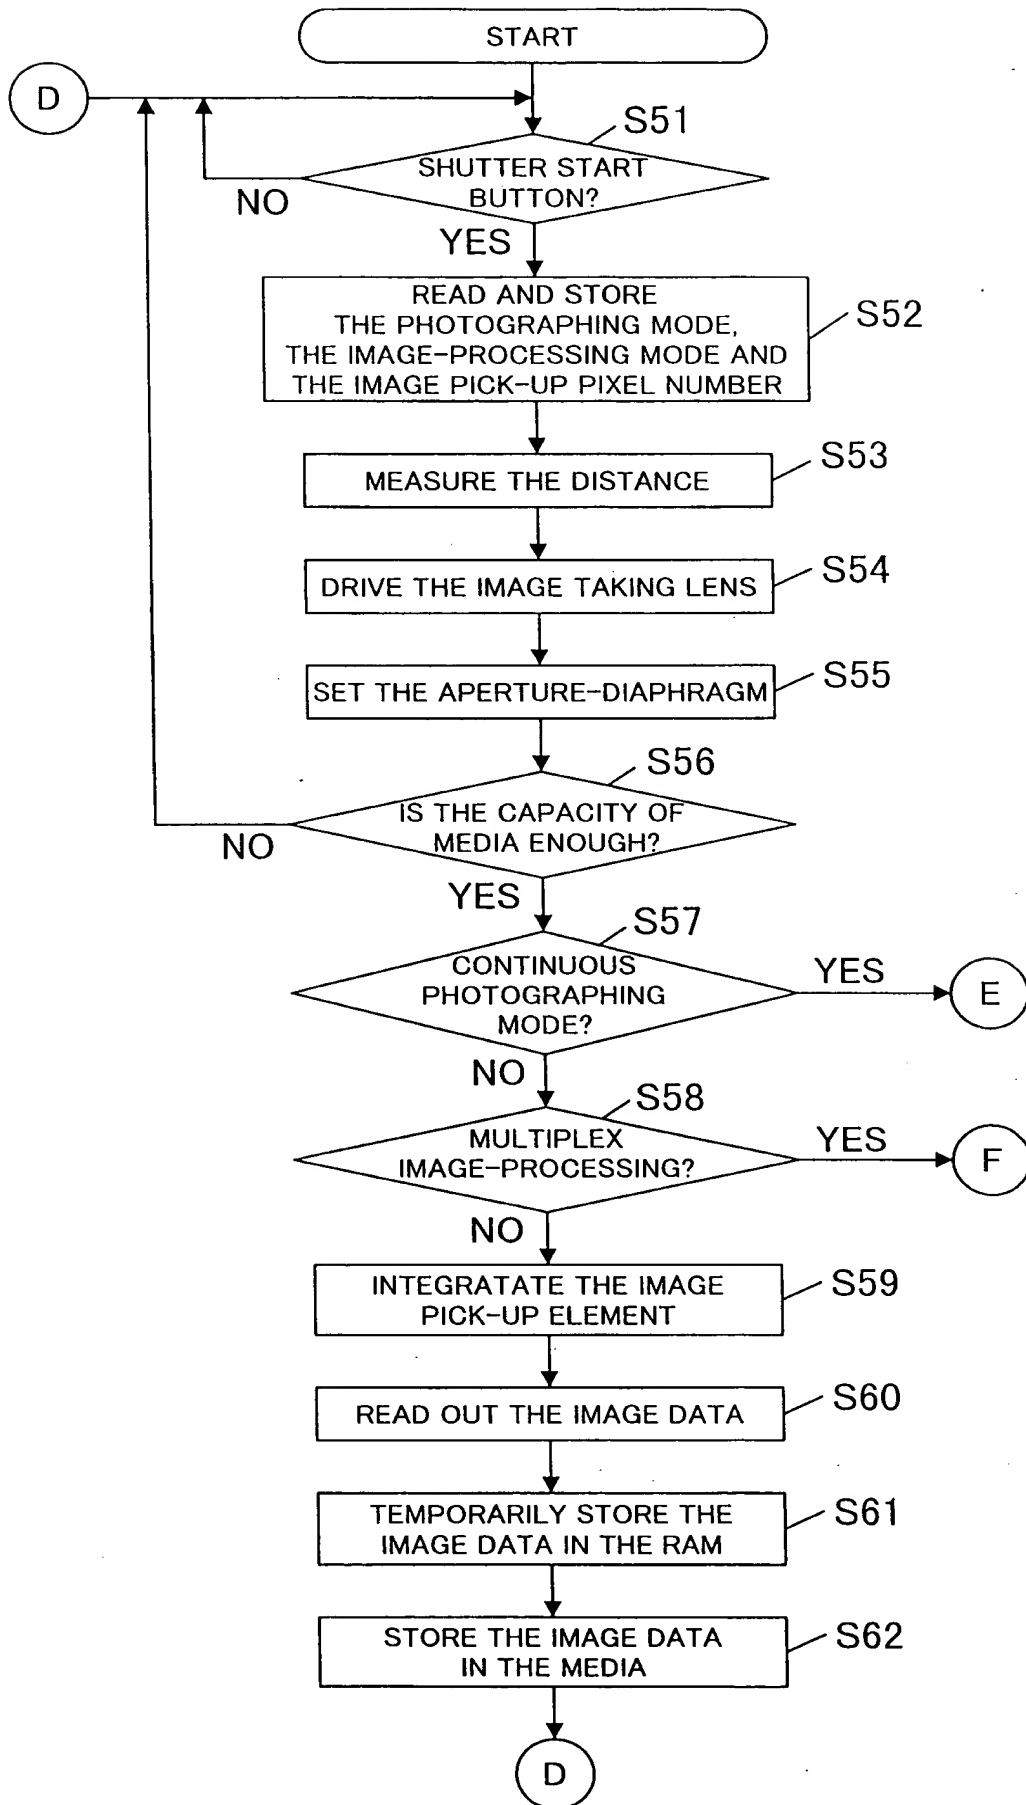 START
D
S51
SHUTTER START
BUTTON?
NO
YES
READ AND STORE
THE PHOTOGRAPHING MODE,
THE IMAGE-PROCESSING MODE AND
THE IMAGE PICK-UP PIXEL NUMBER
S52
S53
MEASURE THE DISTANCE
S54
DRIVE THE IMAGE TAKING LENS
S55
SET THE APERTURE-DIAPHRAGM
S56
IS THE CAPACITY OF
MEDIA ENOUGH?
NO
YES
S57
CONTINUOUS
PHOTOGRAPHING
MODE?
YES
E
NO
S58
MULTIPLEX
IMAGE-PROCESSING?
YES
F
NO
S59
INTEGRATATE THE IMAGE
PICK-UP ELEMENT
S60
READ OUT THE IMAGE DATA
S61
TEMPORARILY STORE THE
IMAGE DATA IN THE RAM
S62
STORE THE IMAGE DATA
IN THE MEDIA
D